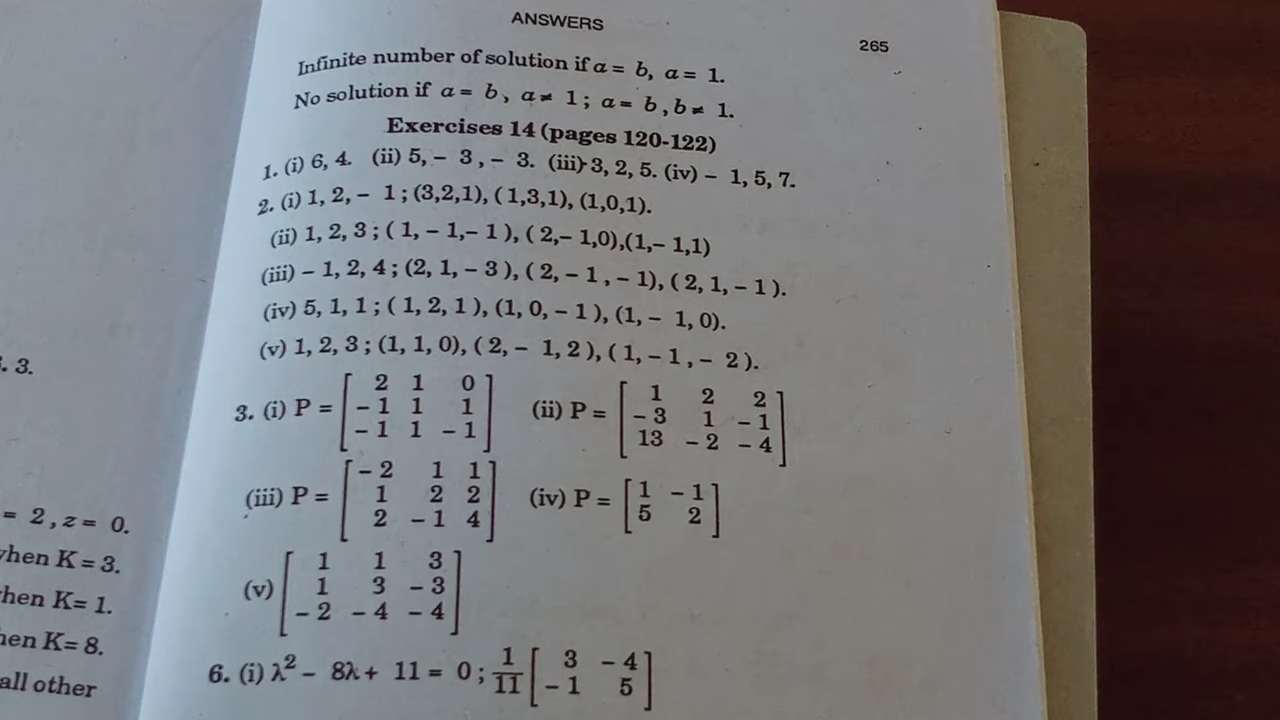 ANSWERS
265
Infinite number of solution if a = b, a = 1.
No solution if a = b, a ≠ 1; a = b, b ≠ 1.
Exercises 14 (pages 120-122)
1. (i) 6, 4. (ii) 5, – 3, – 3. (iii) 3, 2, 5. (iv) – 1, 5, 7.
2. (i) 1, 2, – 1 ; (3,2,1), (1,3,1), (1,0,1).
(ii) 1, 2, 3 ; ( 1, – 1,– 1 ), ( 2,– 1,0),(1,– 1,1)
(iii) – 1, 2, 4 ; (2, 1, – 3 ), ( 2, – 1 , – 1), ( 2, 1, – 1 ).
(iv) 5, 1, 1 ; ( 1, 2, 1 ), (1, 0, – 1 ), (1, – 1, 0).
(v) 1, 2, 3 ; (1, 1, 0), ( 2, – 1, 2 ), ( 1, – 1 , – 2 ).
3. (i) P = [ 2 1 0
– 1 1 1
– 1 1 – 1 ]
(ii) P = [ 1 2 2
– 3 1 – 1
13 – 2 – 4 ]
(iii) P = [ – 2 1 1
1 2 2
2 – 1 4 ]
(iv) P = [ 1 – 1
5 2 ]
(v) [ 1 1 3
1 3 – 3
– 2 – 4 – 4 ]
6. (i) λ² – 8λ + 11 = 0 ; 1/11 [ 3 – 4
– 1 5 ]
. 3.
= 2 , z = 0.
when K = 3.
hen K= 1.
hen K= 8.
all other